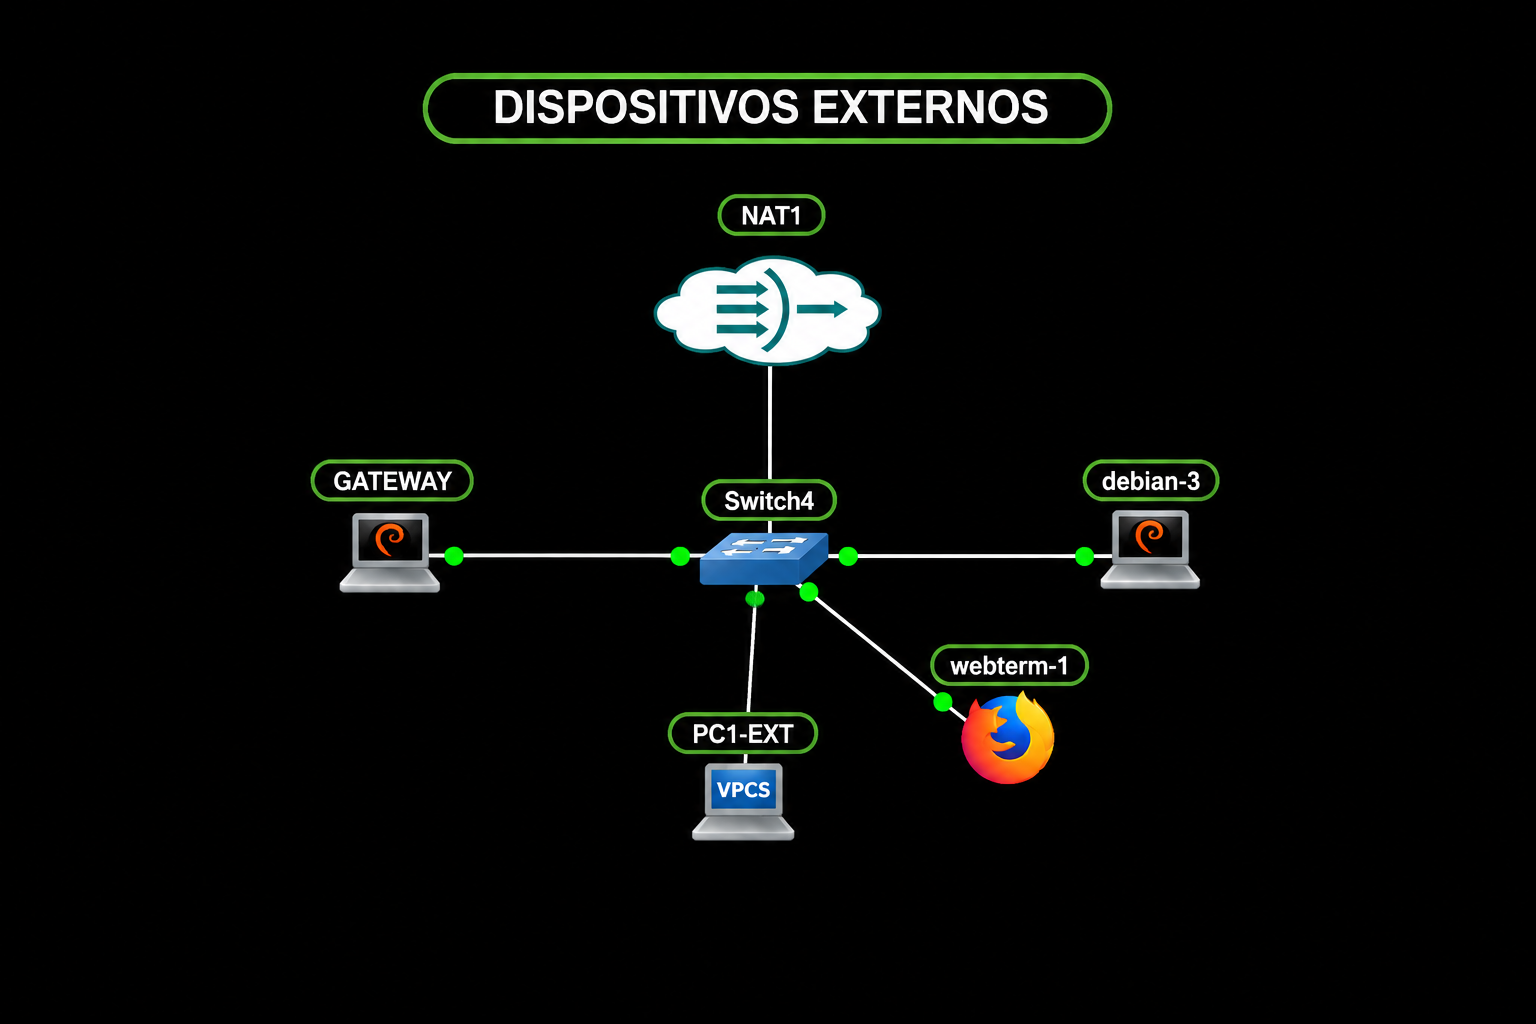 DISPOSITIVOS EXTERNOS
NAT1
GATEWAY
Switch4
debian-3
webterm-1
PC1-EXT
VPCS